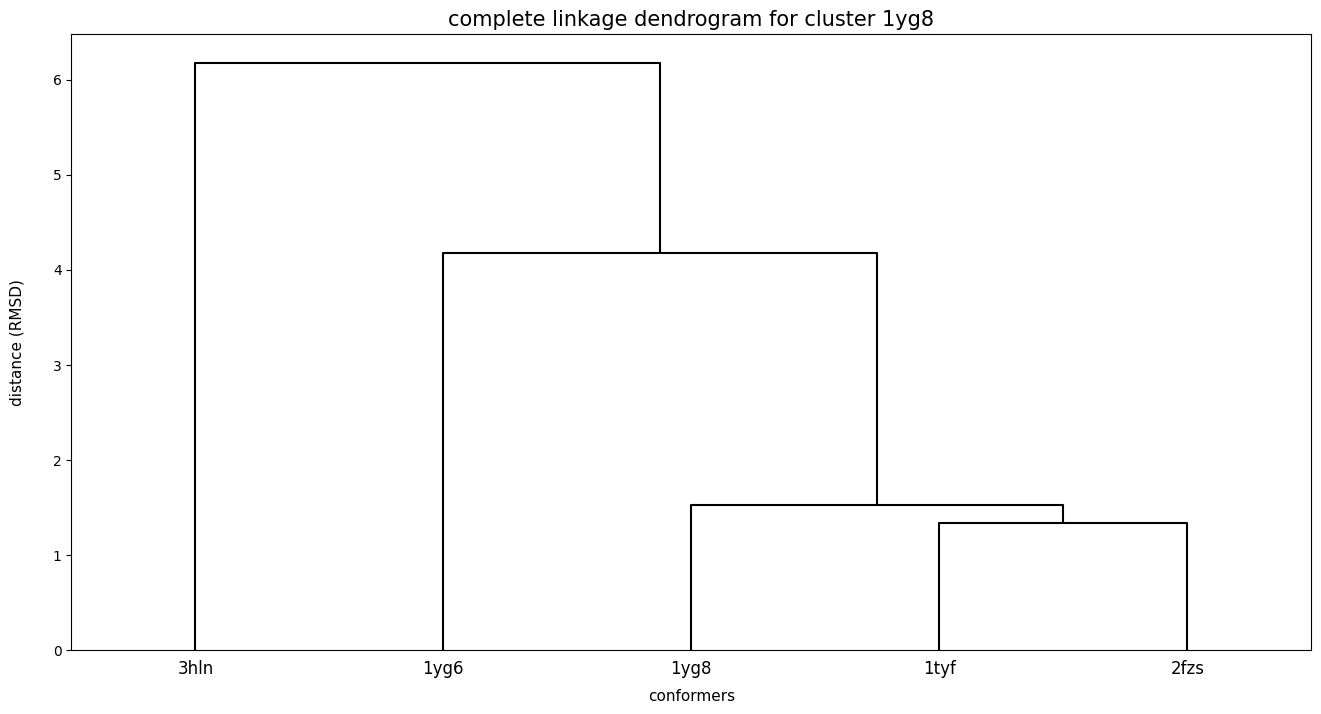 complete linkage dendrogram for cluster 1yg8
6
5
4
3
2
1
0
distance (RMSD)
3hln
1yg6
1yg8
1tyf
2fzs
conformers